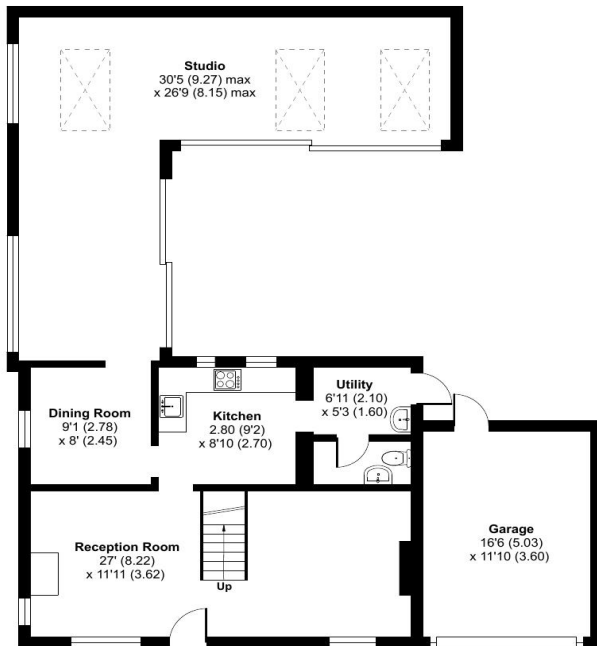 Studio
30'5 (9.27) max
x 26'9 (8.15) max
Dining Room
9'1 (2.78)
x 8' (2.45)
Kitchen
2.80 (9'2)
x 8'10 (2.70)
Utility
6'11 (2.10)
x 5'3 (1.60)
Reception Room
27' (8.22)
x 11'11 (3.62)
Up
Garage
16'6 (5.03)
x 11'10 (3.60)